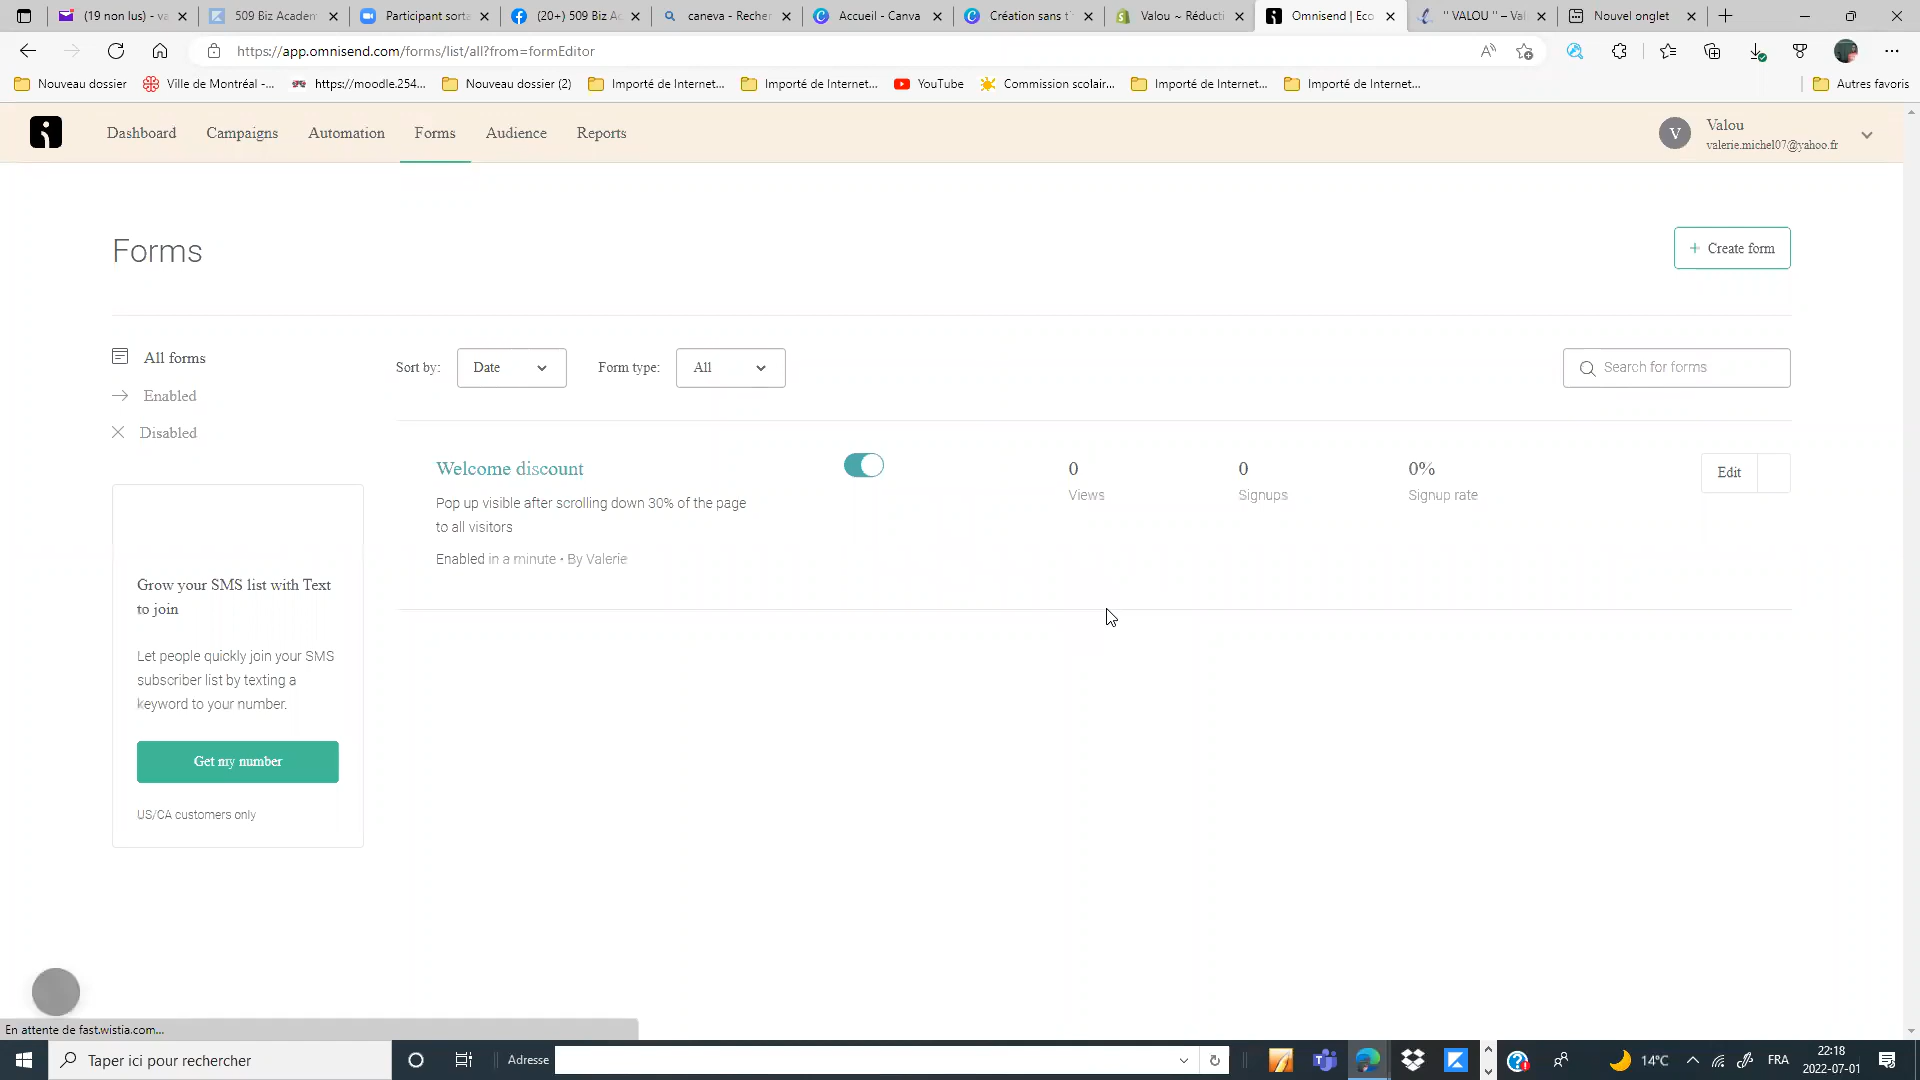 (19 non lus) - va
509 Biz Academ
Participant sorta
(20+) 509 Biz Ac
caneva - Recher
Accueil - Canva
Création sans ti
Valou ~ Réducti
Omnisend | Eco
" VALOU " – Val
Nouvel onglet
https://app.omnisend.com/forms/list/all?from=formEditor
Nouveau dossier
Ville de Montréal -...
https://moodle.254...
Nouveau dossier (2)
Importé de Internet...
Importé de Internet...
YouTube
Commission scolair...
Importé de Internet...
Importé de Internet...
Autres favoris
Dashboard
Campaigns
Automation
Forms
Audience
Reports
V
Valou
valerie.michel07@yahoo.fr
Forms
+ Create form
All forms
Enabled
Disabled
Sort by:
Date
Form type:
All
Search for forms
Welcome discount
Pop up visible after scrolling down 30% of the page
to all visitors
Enabled in a minute • By Valerie
0
Views
0
Signups
0%
Signup rate
Edit
Grow your SMS list with Text
to join
Let people quickly join your SMS
subscriber list by texting a
keyword to your number.
Get my number
US/CA customers only
En attente de fast.wistia.com...
Taper ici pour rechercher
Adresse
14°C
FRA
22:18
2022-07-01